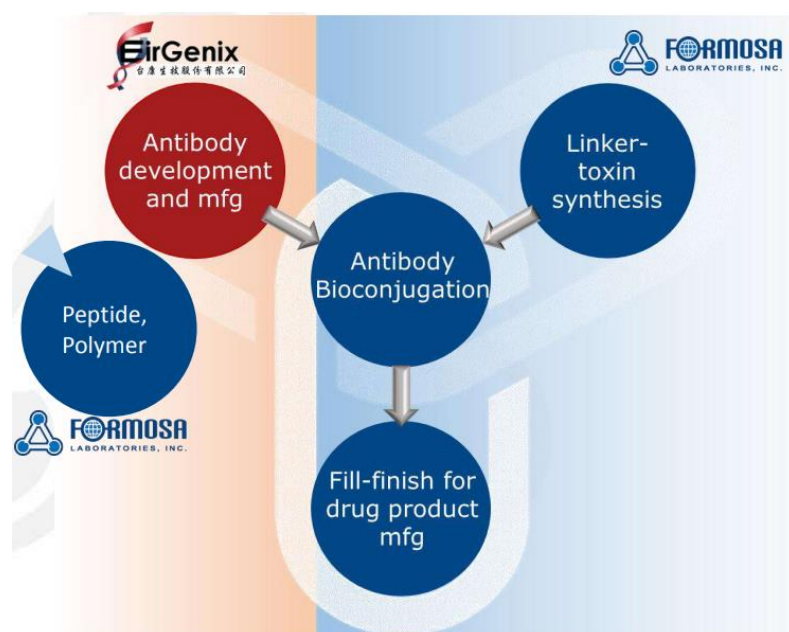 EirGenix
台康生技股份有限公司
FORMOSA
LABORATORIES, INC.
Antibody
development
and mfg
Linker-
toxin
synthesis
Antibody
Bioconjugation
Peptide,
Polymer
FORMOSA
LABORATORIES, INC.
Fill-finish for
drug product
mfg